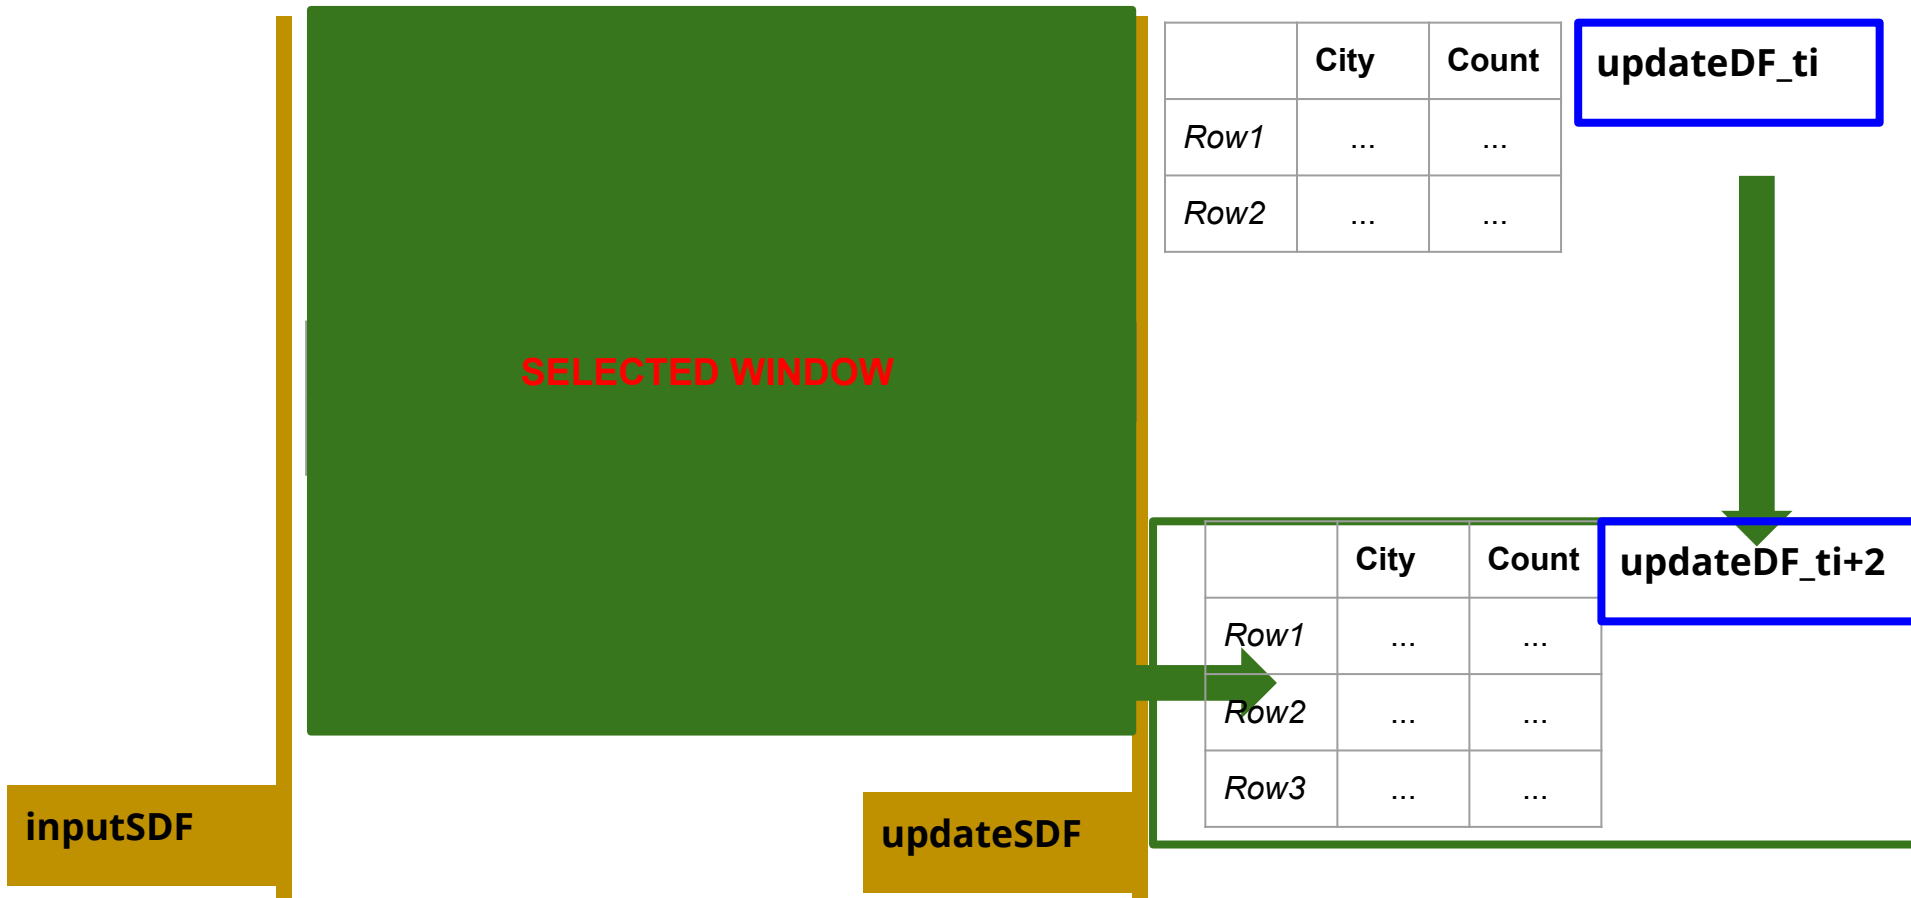 City Count
Row1 ... ...
Row2 ... ...
updateDF_ti
SELECTED WINDOW
City Count
Row1 ... ...
Row2 ... ...
Row3 ... ...
updateDF_ti+2
inputSDF
updateSDF